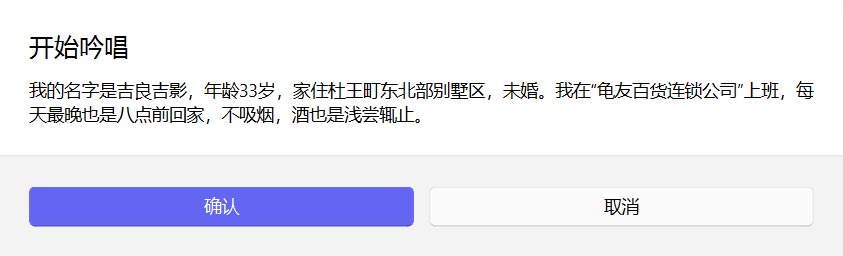 开始吟唱
我的名字是吉良吉影，年龄33岁，家住杜王町东北部别墅区，未婚。我在“龟友百货连锁公司”上班，每
天最晚也是八点前回家，不吸烟，酒也是浅尝辄止。
确认
取消